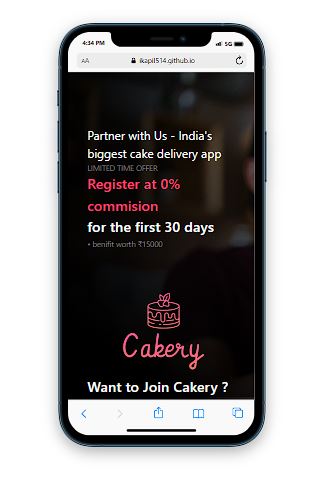 4:34 PM
5G
AA
ikapil514.github.io
Partner with Us - India's
biggest cake delivery app
LIMITED TIME OFFER
Register at 0%
commision
for the first 30 days
• benifit worth ₹15000
Cakery
Want to Join Cakery ?